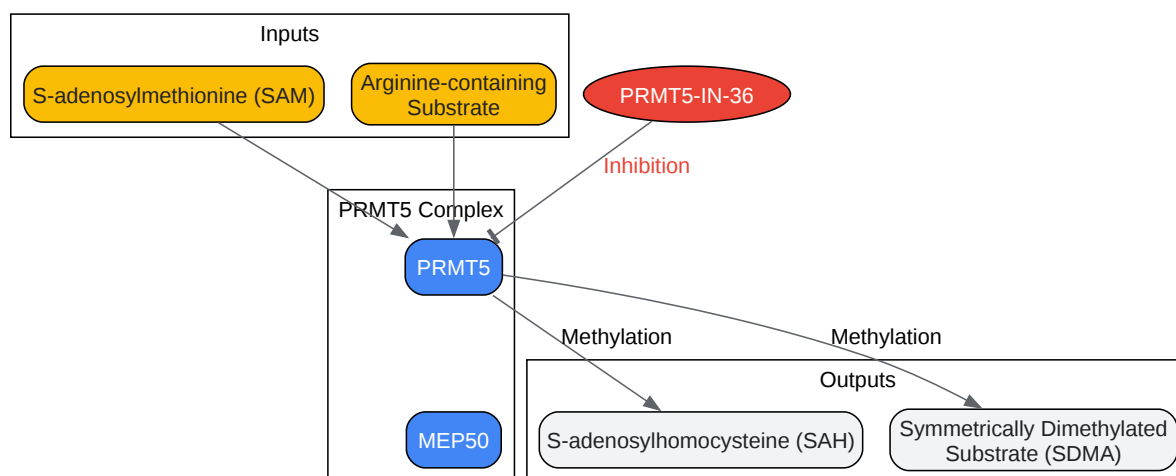 Inputs
S-adenosylmethionine (SAM)
Arginine-containing
Substrate
PRMT5-IN-36
Inhibition
PRMT5 Complex
PRMT5
Methylation
Methylation
Outputs
MEP50
S-adenosylhomocysteine (SAH)
Symmetrically Dimethylated
Substrate (SDMA)